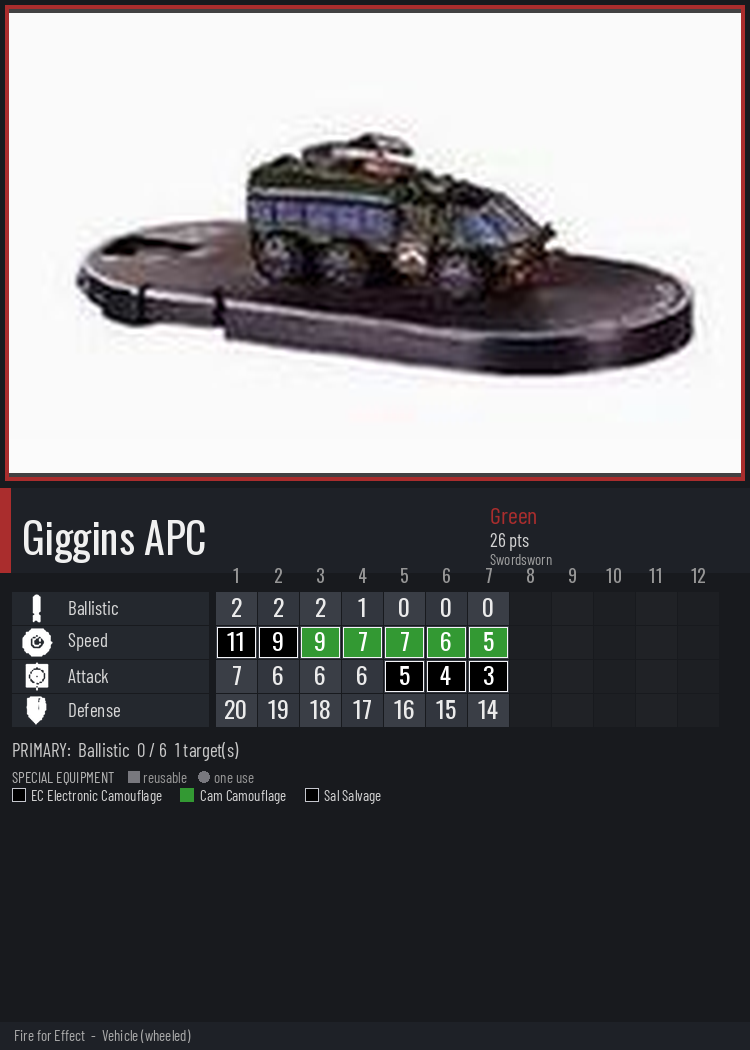 Giggins APC
Green
26 pts
Swordsworn
1 2 3 4 5 6 7 8 9 10 11 12
Ballistic 2 2 2 1 0 0 0
Speed 11 9 9 7 7 6 5
Attack 7 6 6 6 5 4 3
Defense 20 19 18 17 16 15 14
PRIMARY: Ballistic 0 / 6 1 target(s)
SPECIAL EQUIPMENT reusable one use
EC Electronic Camouflage Cam Camouflage Sal Salvage
Fire for Effect - Vehicle (wheeled)